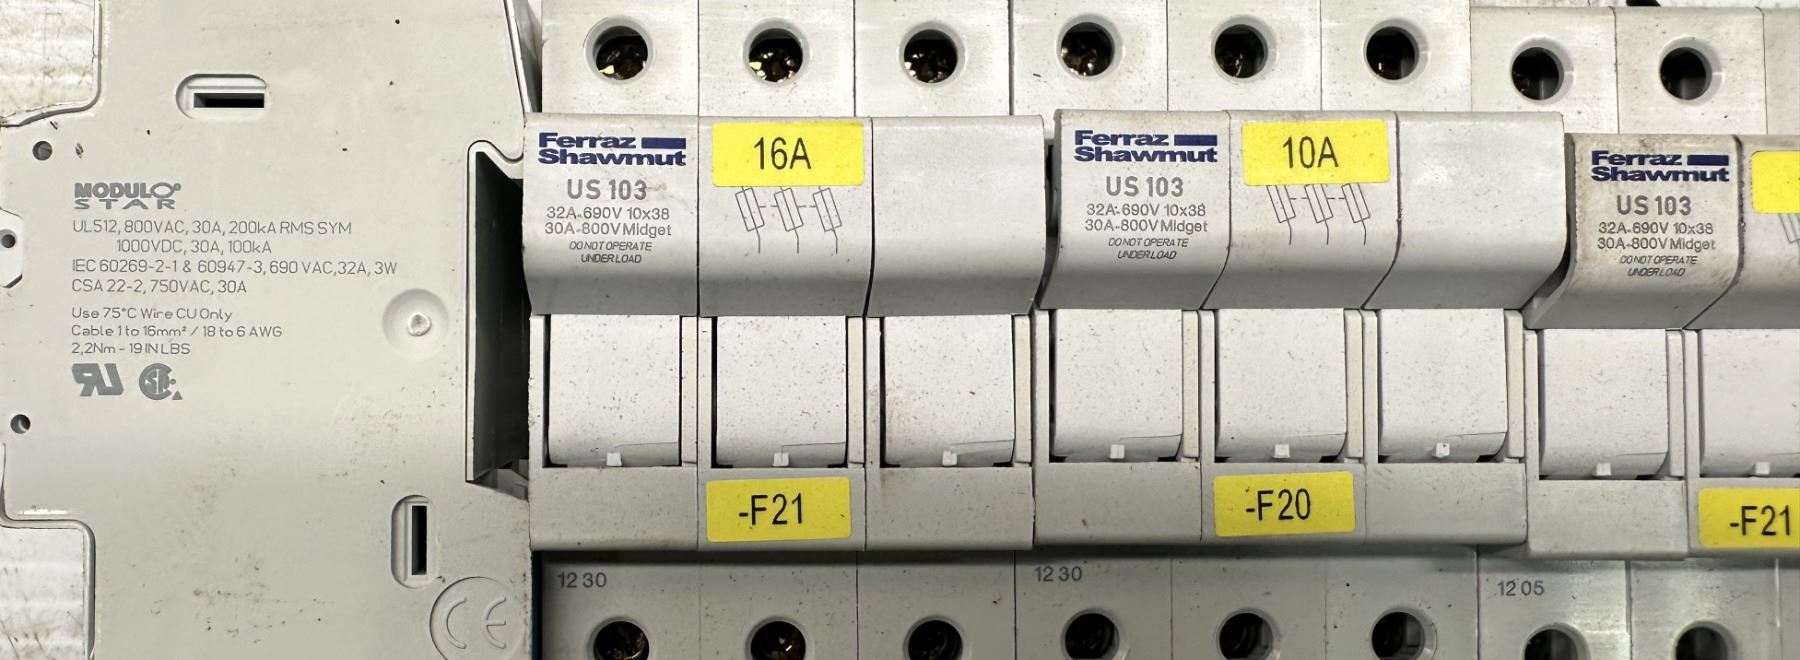 MODULO
STAR
UL512, 800VAC, 30A, 200kA RMS SYM
1000VDC, 30A, 100kA
IEC 60269-2-1 & 60947-3, 690 VAC,32A, 3W
CSA 22-2, 750VAC, 30A
Use 75°C Wire CU Only
Cable 1 to 16mm² / 18 to 6 AWG
2,2Nm - 19 IN LBS
CE
Ferraz
Shawmut
US 103
32A-690V 10x38
30A-800V Midget
DO NOT OPERATE
UNDER LOAD
16A
-F21
12 30
Ferraz
Shawmut
US 103
32A-690V 10x38
30A-800V Midget
DO NOT OPERATE
UNDER LOAD
10A
-F20
12 30
Ferraz
Shawmut
US 103
32A-690V 10x38
30A-800V Midget
DO NOT OPERATE
UNDER LOAD
-F21
12 05